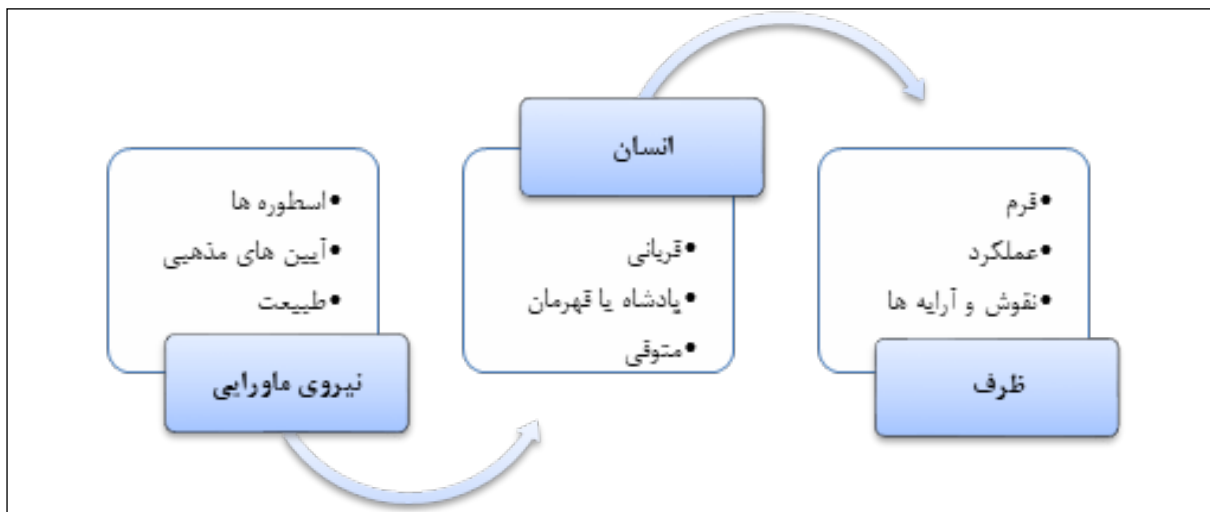 ظرف
•فرم
•عملکرد
•نقوش و آرایه ها
انسان
•قربانی
•پادشاه یا قهرمان
•متوفی
نیروی ماورایی
•اسطوره ها
•آیین های مذهبی
•طبیعت